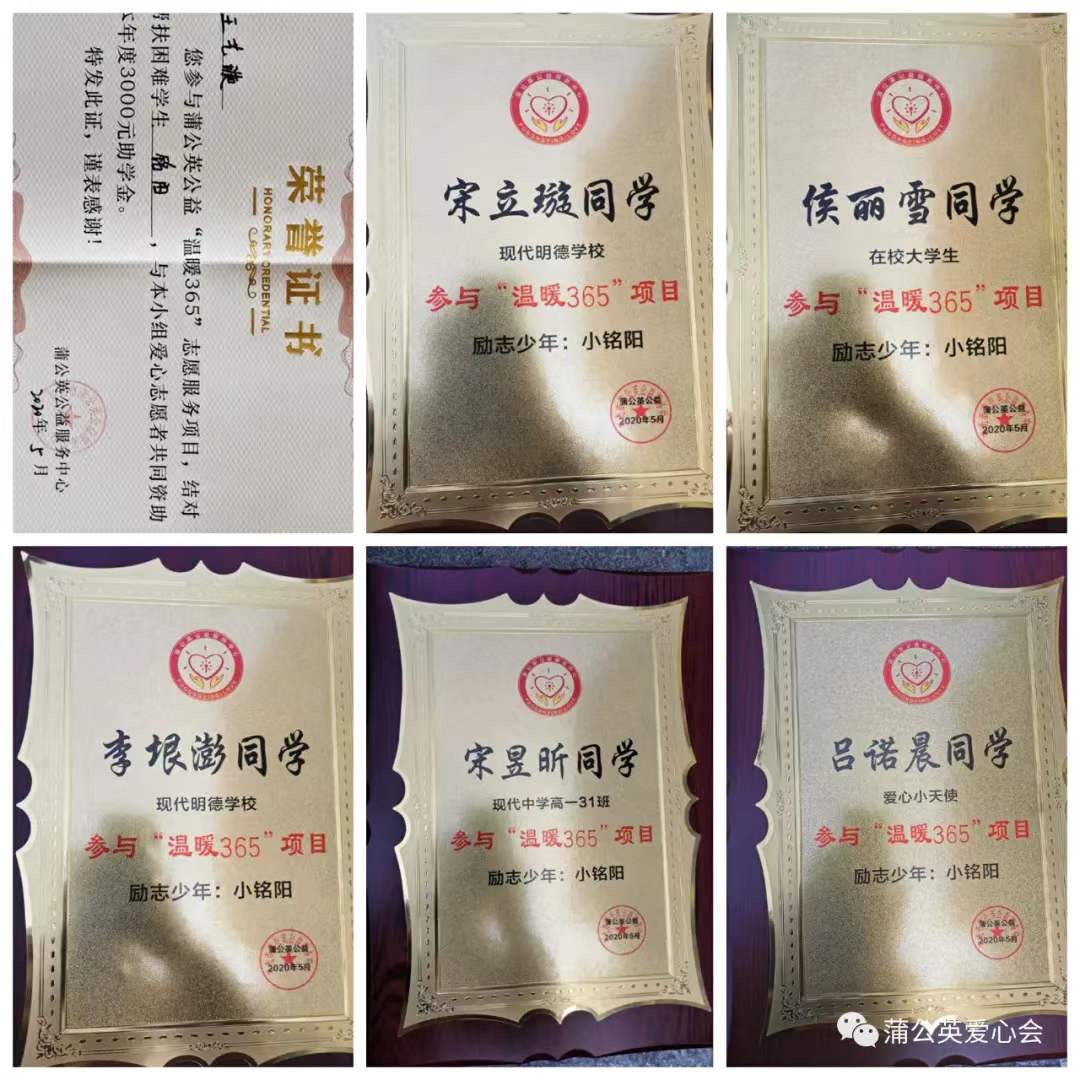 荣誉证书
HONORARY CREDENTIAL
您参与蒲公英公益“温暖365”志愿服务项目，结对
帮扶困难学生，与本小组爱心志愿者共同资助
年度3000元助学金。
特发此证，谨表感谢！
蒲公英公益服务中心
2020年5月
宋立璇同学
现代明德学校
参与“温暖365”项目
励志少年：小铭阳
蒲公英公益
2020年5月
侯丽雪同学
在校大学生
参与“温暖365”项目
励志少年：小铭阳
蒲公英公益
2020年5月
李垠澎同学
现代明德学校
参与“温暖365”项目
励志少年：小铭阳
蒲公英公益
2020年5月
宋昱昕同学
现代中学高一31班
参与“温暖365”项目
励志少年：小铭阳
蒲公英公益
2020年5月
吕诺晨同学
爱心小天使
参与“温暖365”项目
励志少年：小铭阳
蒲公英公益
2020年5月
蒲公英爱心会